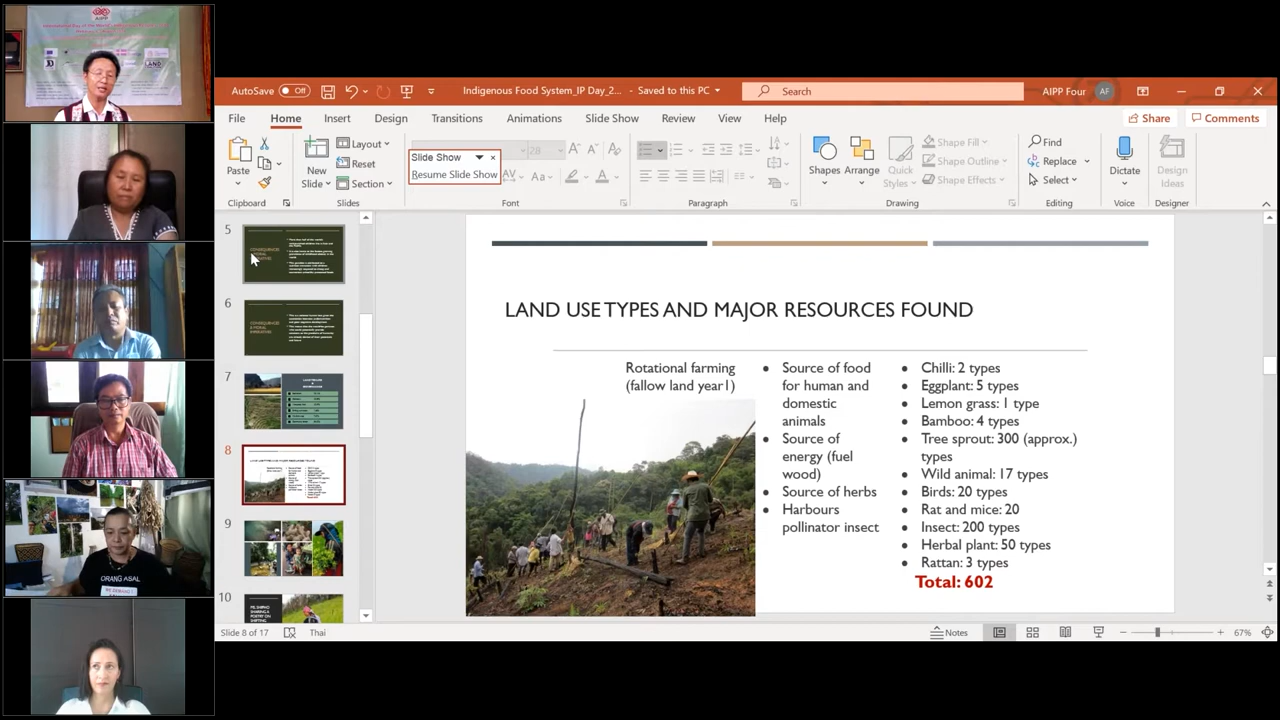 AIPP
LAND
ORANG ASAL
AutoSave
Off
Indigenous Food System_IP Day_2... - Saved to this PC
Search
AIPP Four
AF
File
Home
Insert
Design
Transitions
Animations
Slide Show
Review
View
Help
Share
Comments
Paste
New
Slide
Layout
Reset
Section
28
Slide Show
Resume Slide Show
AV
Aa
A
Shapes
Arrange
Quick
Styles
Shape Fill
Shape Outline
Shape Effects
Find
Replace
Select
Dictate
Design
Ideas
Clipboard
Slides
Font
Paragraph
Drawing
Editing
Voice
Designer
5
6
7
8
9
10
LAND USE TYPES AND MAJOR RESOURCES FOUND
Rotational farming
(fallow land year1)
• Source of food
for human and
domestic
animals
• Source of
energy (fuel
wood)
• Source of herbs
• Harbours
pollinator insect
• Chilli: 2 types
• Eggplant: 5 types
• Lemon grass: 1 type
• Bamboo: 4 types
• Tree sprout: 300 (approx.)
types
• Wild animal: 17 types
• Birds: 20 types
• Rat and mice: 20
• Insect: 200 types
• Herbal plant: 50 types
• Rattan: 3 types
Total: 602
Slide 8 of 17
Thai
Notes
67%